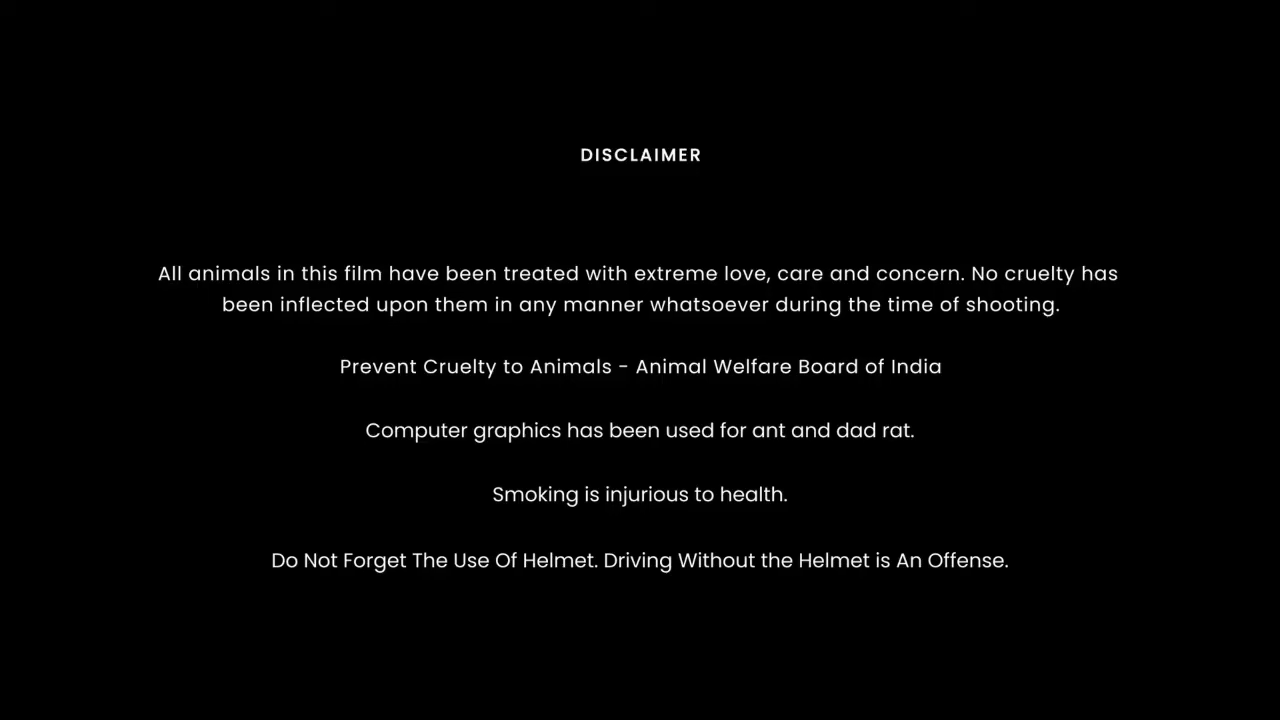 DISCLAIMER
All animals in this film have been treated with extreme love, care and concern. No cruelty has
been inflected upon them in any manner whatsoever during the time of shooting.
Prevent Cruelty to Animals - Animal Welfare Board of India
Computer graphics has been used for ant and dad rat.
Smoking is injurious to health.
Do Not Forget The Use Of Helmet. Driving Without the Helmet is An Offense.